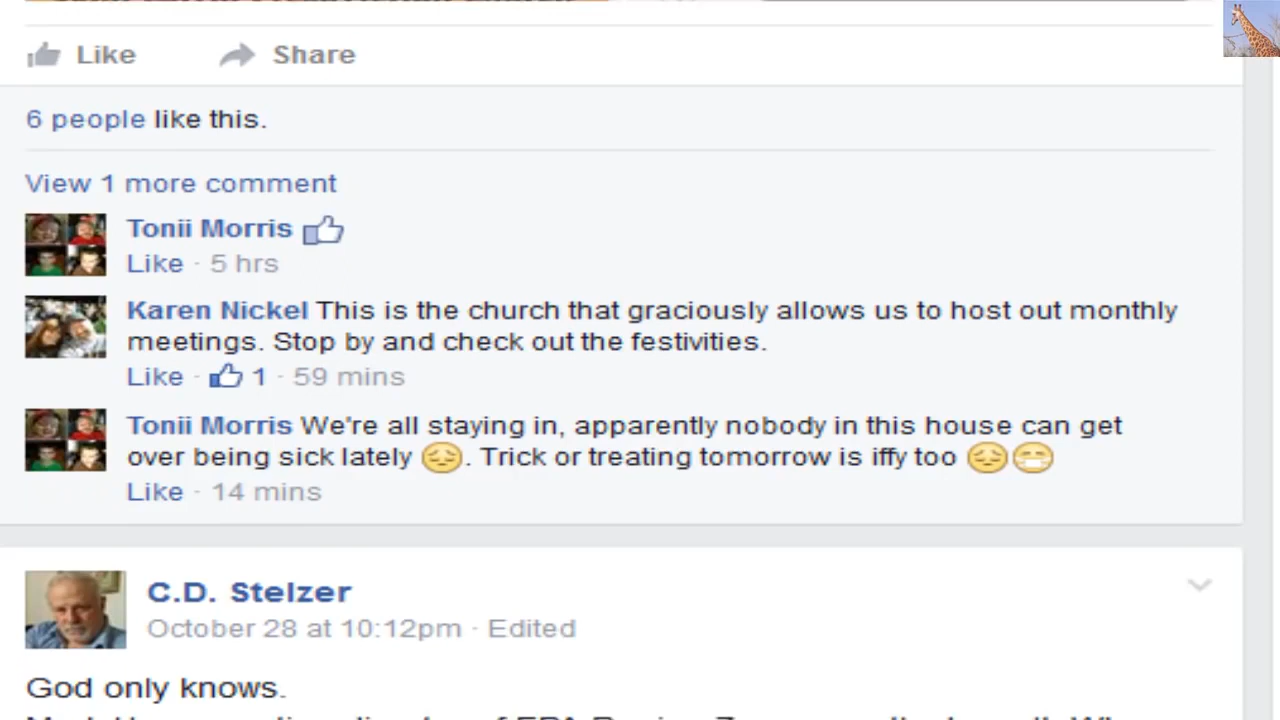 Like Share
6 people like this.
View 1 more comment
Tonii Morris
Like · 5 hrs
Karen Nickel This is the church that graciously allows us to host out monthly
meetings. Stop by and check out the festivities.
Like · 1 · 59 mins
Tonii Morris We're all staying in, apparently nobody in this house can get
over being sick lately 😔. Trick or treating tomorrow is iffy too 😔😷
Like · 14 mins
C.D. Stelzer
October 28 at 10:12pm · Edited
God only knows.